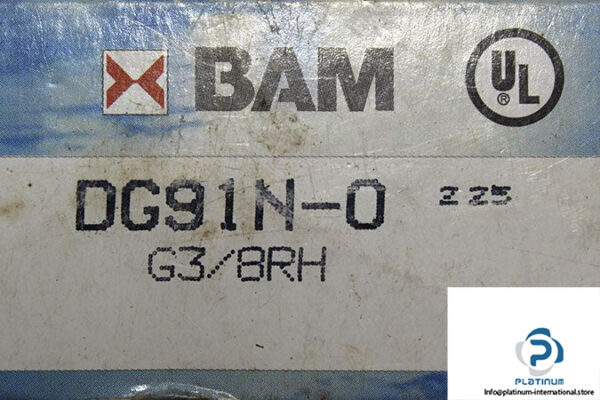 BAM
UL
®
DG91N-0 225
G3/8RH
PLATINUM
Info@platinum-international.store